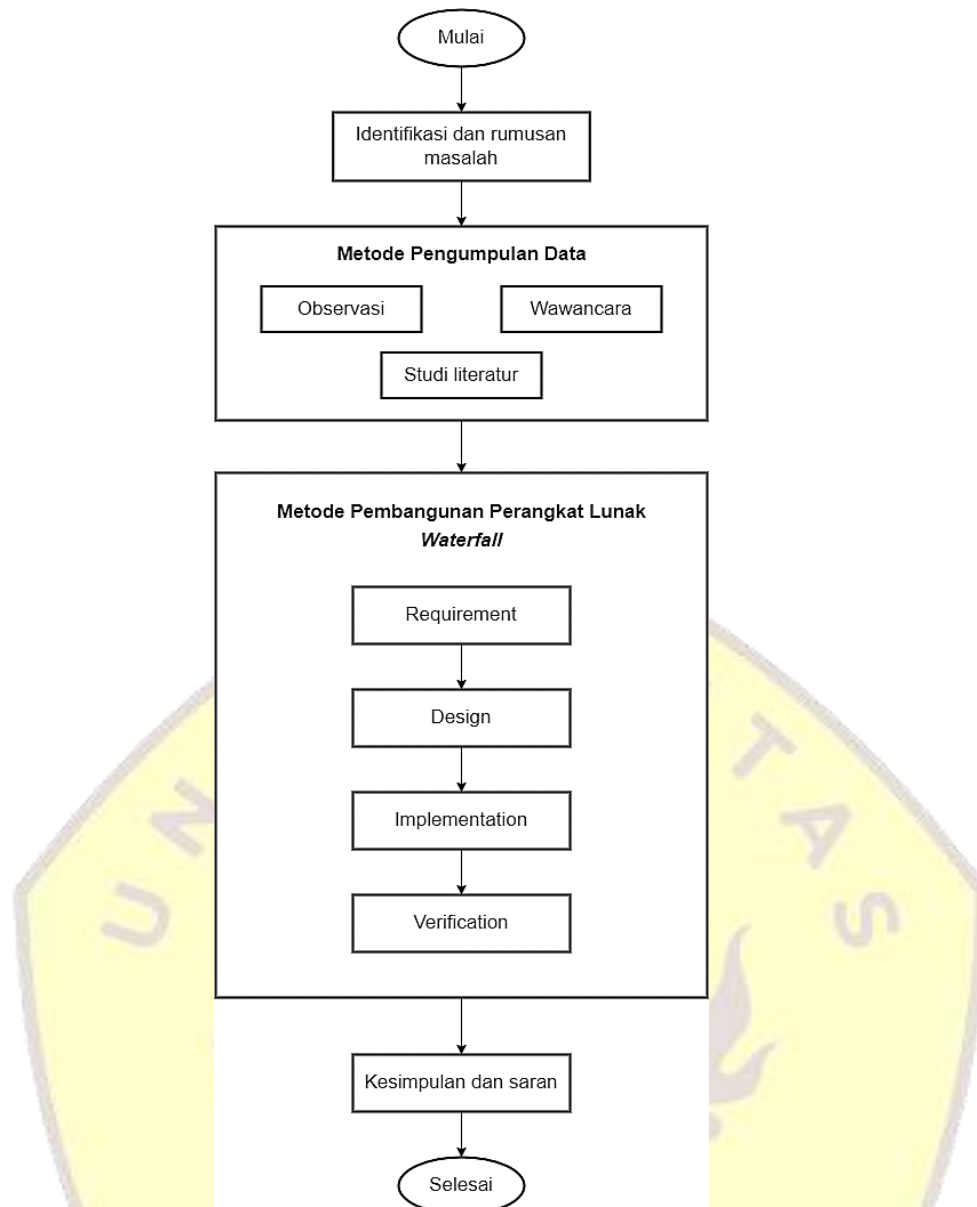 Mulai
Identifikasi dan rumusan
masalah
Metode Pengumpulan Data
Observasi
Wawancara
Studi literatur
Metode Pembangunan Perangkat Lunak
Waterfall
Requirement
Design
Implementation
Verification
Kesimpulan dan saran
Selesai
U N
T A S